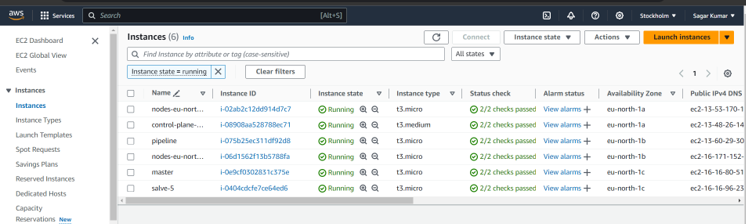 aws Services Search [Alt+S] Stockholm Sagar Kumar
EC2 Dashboard
EC2 Global View
Events
Instances
Instances
Instance Types
Launch Templates
Spot Requests
Savings Plans
Reserved Instances
Dedicated Hosts
Capacity
Reservations New
Instances (6) Info Connect Instance state Actions Launch instances
Find Instance by attribute or tag (case-sensitive) All states
Instance state = running Clear filters 1
Name Instance ID Instance state Instance type Status check Alarm status Availability Zone Public IPv4 DNS
nodes-eu-nort... i-02ab2c12dd914d7c7 Running t3.micro 2/2 checks passed View alarms + eu-north-1a ec2-13-53-170-1
control-plane-... i-08908aa528788ec71 Running t3.medium 2/2 checks passed View alarms + eu-north-1a ec2-13-48-26-14
pipeline i-075b25ec311df92d8 Running t3.micro 2/2 checks passed View alarms + eu-north-1b ec2-13-60-29-30
nodes-eu-nort... i-06d1562f13b5788fa Running t3.micro 2/2 checks passed View alarms + eu-north-1b ec2-16-171-152-
master i-0e9cf0302831c375e Running t3.micro 2/2 checks passed View alarms + eu-north-1c ec2-16-16-80-51
salve-5 i-0404cdcfe7ce64ed6 Running t3.micro 2/2 checks passed View alarms + eu-north-1c ec2-16-16-96-23